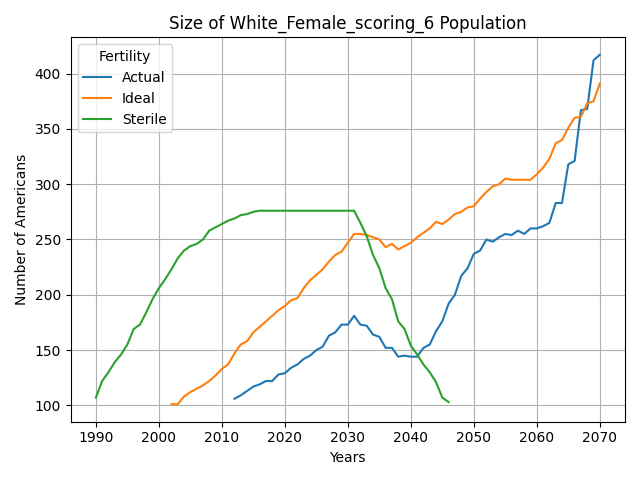 Size of White_Female_scoring_6 Population
Fertility
Actual
Ideal
Sterile
Number of Americans
400
350
300
250
200
150
100
1990 2000 2010 2020 2030 2040 2050 2060 2070
Years